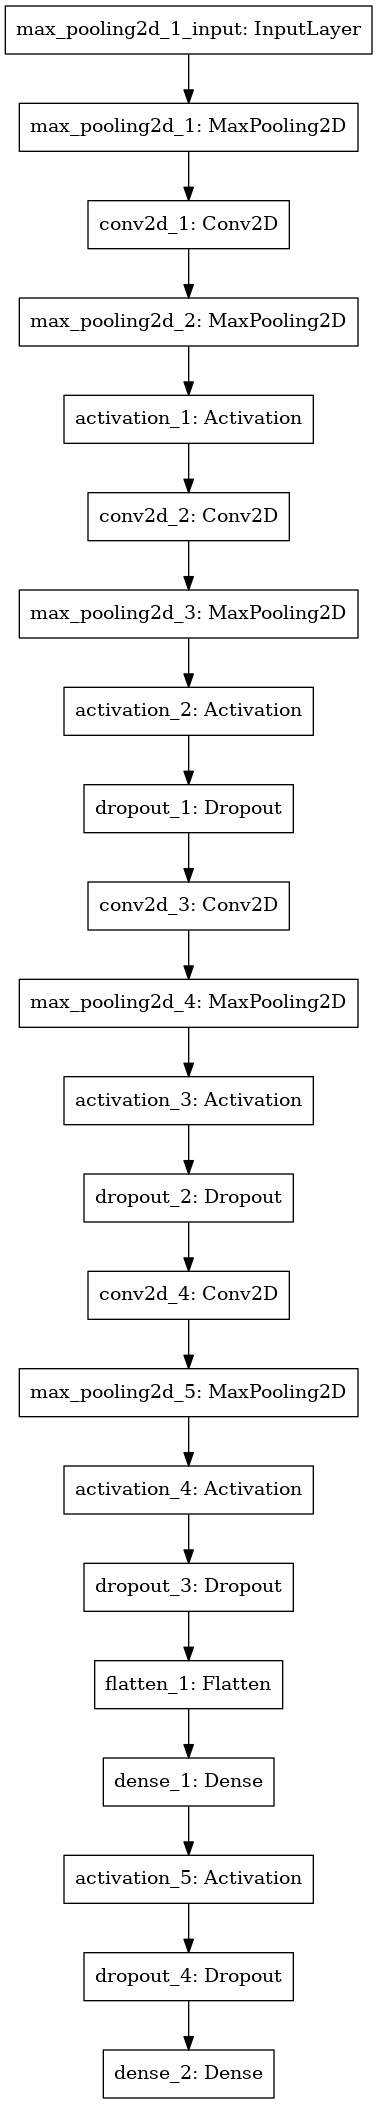 max_pooling2d_1_input: InputLayer
max_pooling2d_1: MaxPooling2D
conv2d_1: Conv2D
max_pooling2d_2: MaxPooling2D
activation_1: Activation
conv2d_2: Conv2D
max_pooling2d_3: MaxPooling2D
activation_2: Activation
dropout_1: Dropout
conv2d_3: Conv2D
max_pooling2d_4: MaxPooling2D
activation_3: Activation
dropout_2: Dropout
conv2d_4: Conv2D
max_pooling2d_5: MaxPooling2D
activation_4: Activation
dropout_3: Dropout
flatten_1: Flatten
dense_1: Dense
activation_5: Activation
dropout_4: Dropout
dense_2: Dense